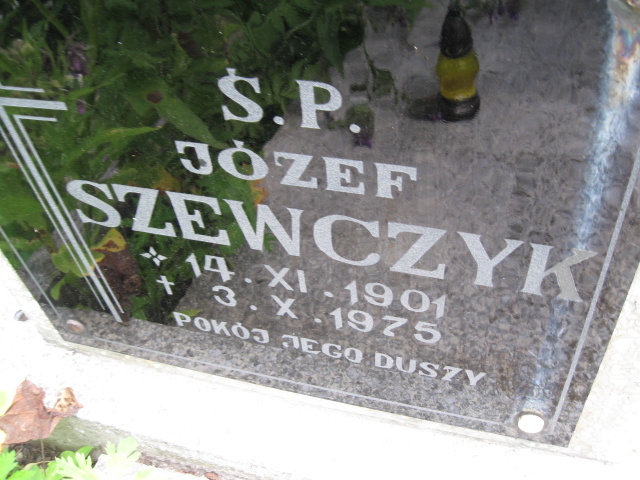 Ś.P.
JÓZEF
SZEWCZYK
14.XI.1901
† 3.X.1975
POKÓJ JEGO DUSZY